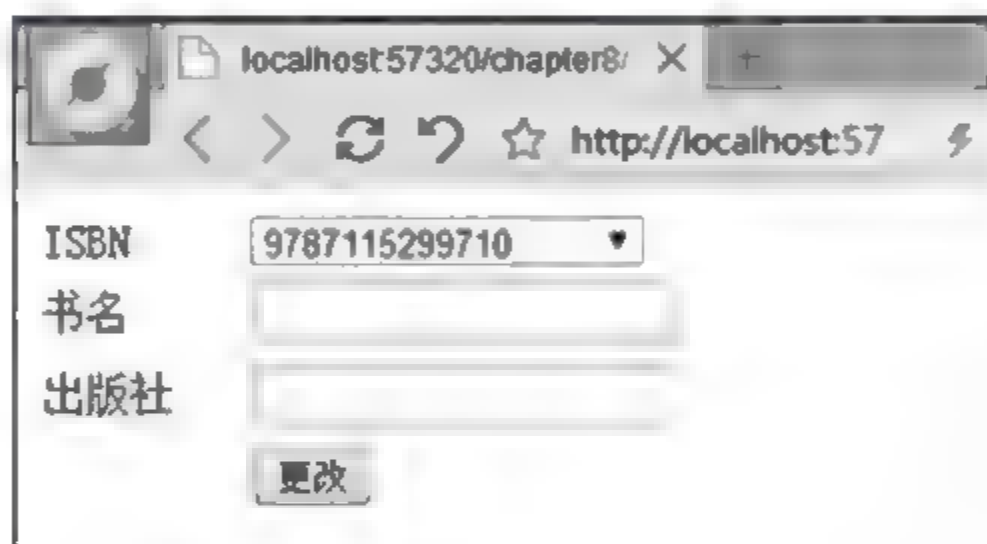 localhost:57320/chapter8/
http://localhost:57
ISBN 9787115299710
书名
出版社
更改